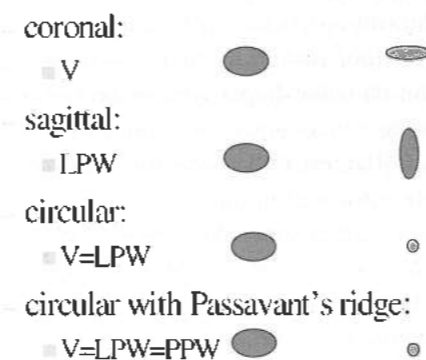 coronal:
V
sagittal:
LPW
circular:
V=LPW
circular with Passavant's ridge:
V=LPW=PPW